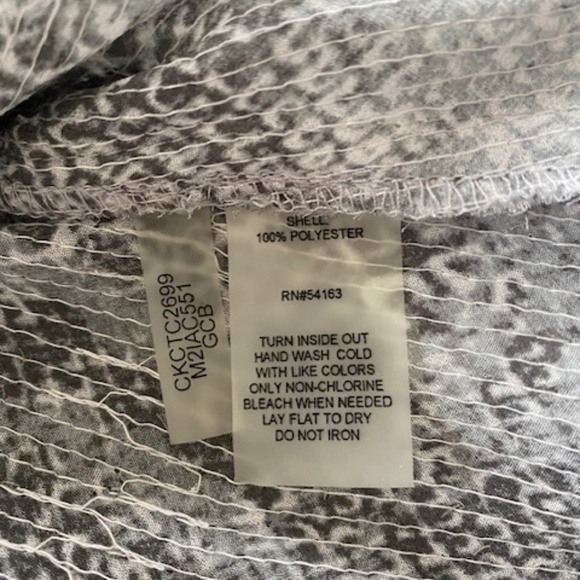 SHELL:
100% POLYESTER
RN#54163
TURN INSIDE OUT
HAND WASH COLD
WITH LIKE COLORS
ONLY NON-CHLORINE
BLEACH WHEN NEEDED
LAY FLAT TO DRY
DO NOT IRON
CKCTC2699
M2IAC551
GCB